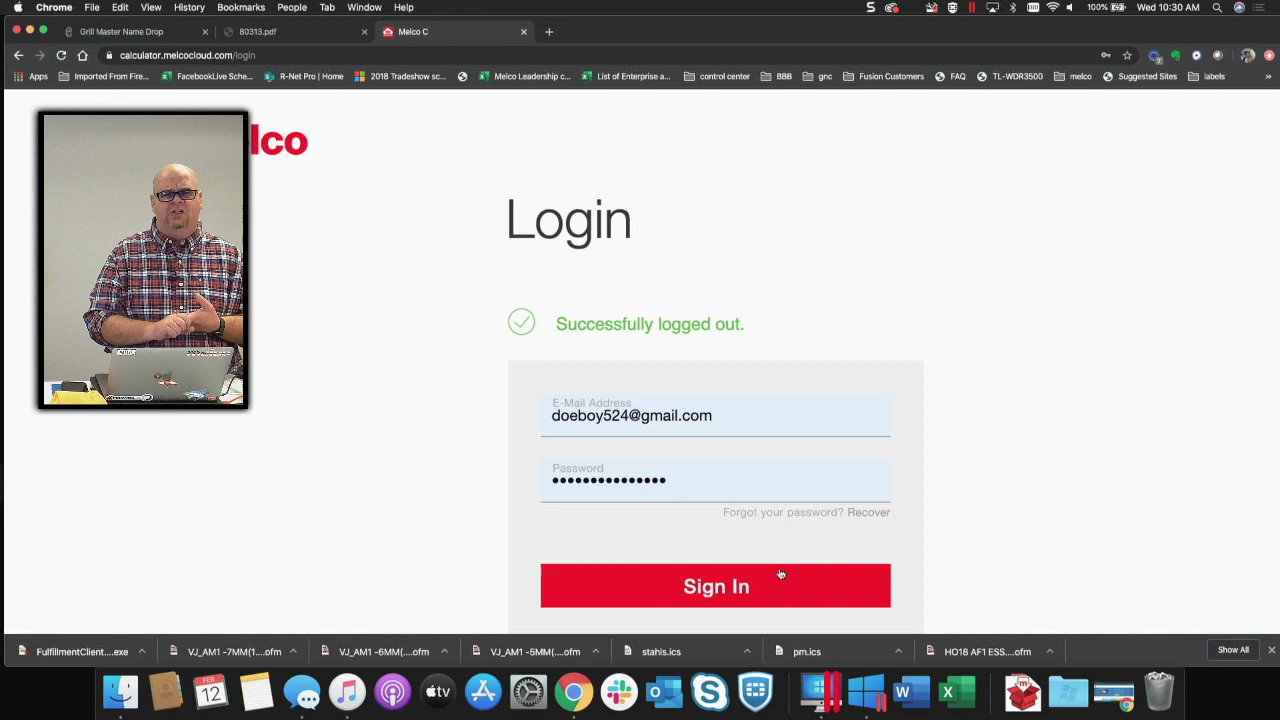 Chrome File Edit View History Bookmarks People Tab Window Help 100% Wed 10:30 AM
Grill Master Name Drop 80313.pdf Melco C
calculator.melcocloud.com/login
Apps Imported From Fire... FacebookLive Sche... R-Net Pro | Home 2018 Tradeshow sc... Melco Leadership c... List of Enterprise a... control center BBB gnc Fusion Customers FAQ TL-WDR3500 melco Suggested Sites labels »
lco
Login
Successfully logged out.
E-Mail Address
doeboy524@gmail.com
Password
•••••••••••••••
Forgot your password? Recover
Sign In
FulfillmentClient....exe VJ_AM1 -7MM(1....ofm VJ_AM1 -6MM(....ofm VJ_AM1 -5MM(....ofm stahls.ics pm.ics HO18 AF1 ESS....ofm Show All
FEB
12
tv